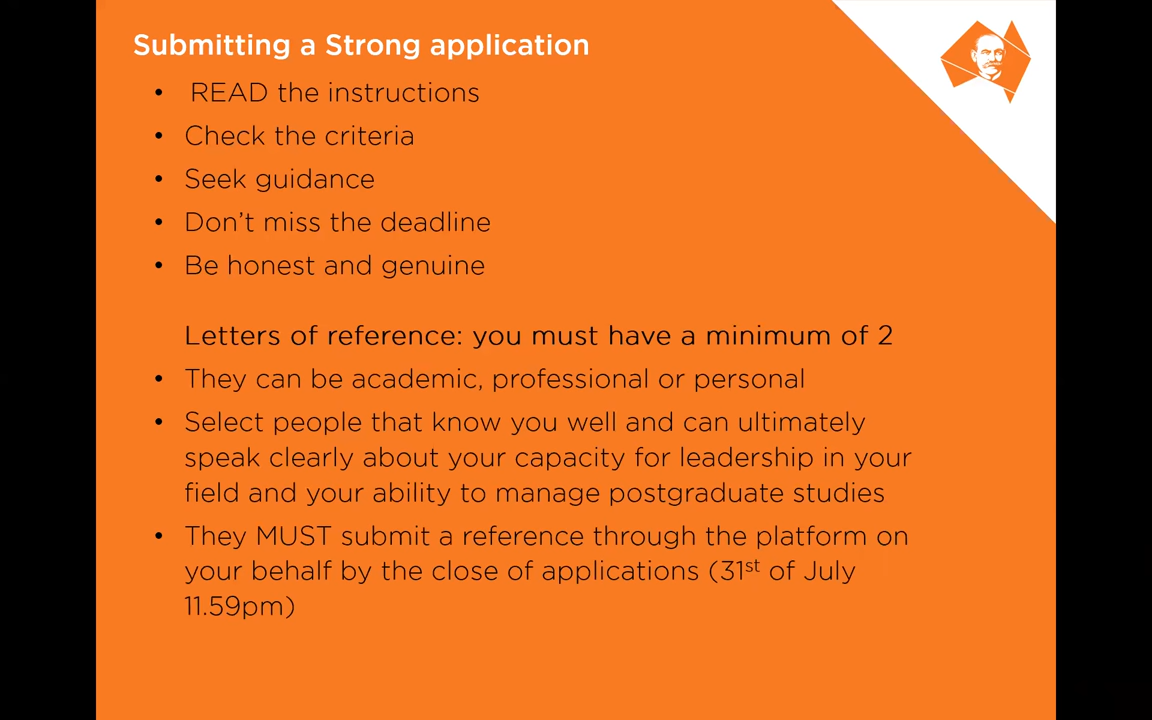 Submitting a Strong application
• READ the instructions
• Check the criteria
• Seek guidance
• Don't miss the deadline
• Be honest and genuine
Letters of reference: you must have a minimum of 2
• They can be academic, professional or personal
• Select people that know you well and can ultimately
speak clearly about your capacity for leadership in your
field and your ability to manage postgraduate studies
• They MUST submit a reference through the platform on
your behalf by the close of applications (31st of July
11.59pm)